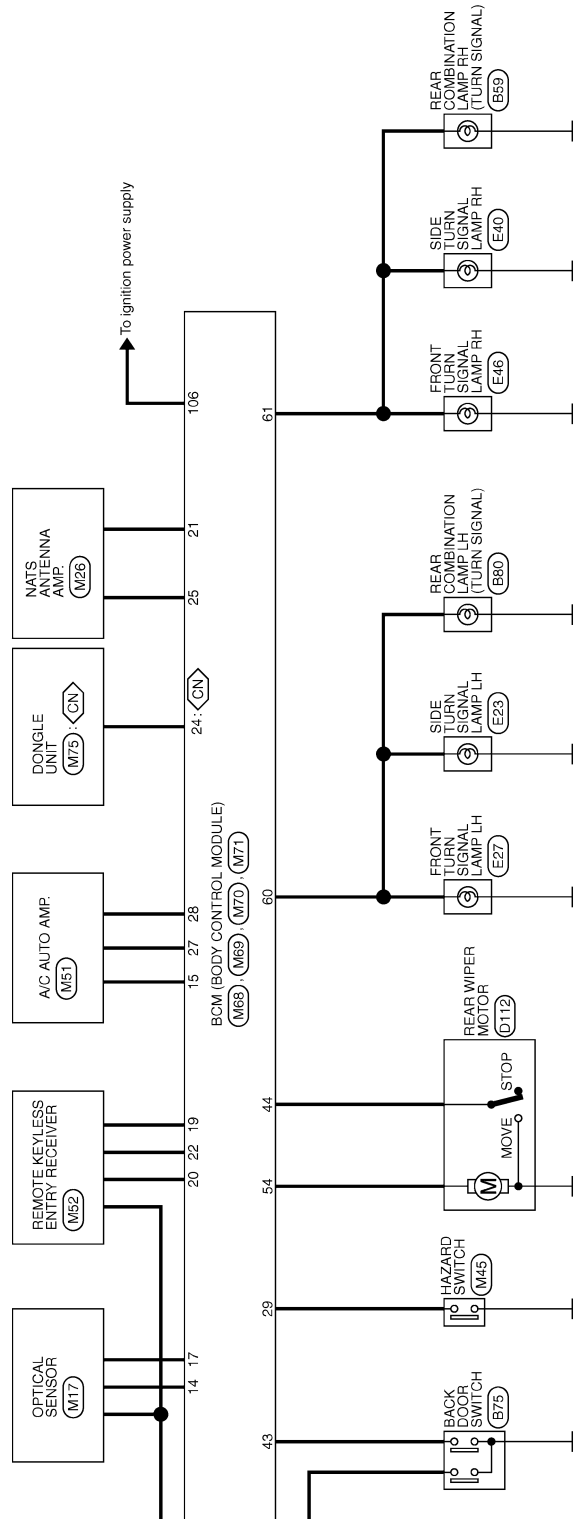 OPTICAL
SENSOR
M17
REMOTE KEYLESS
ENTRY RECEIVER
M52
A/C AUTO AMP.
M51
DONGLE
UNIT
M75 : CN
NATS
ANTENNA
AMP.
M26
To ignition power supply
14
17
20
22
19
15
27
28
24 : CN
25
21
106
BCM (BODY CONTROL MODULE)
M68 , M69 , M70 , M71
43
29
54
44
60
61
BACK
DOOR
SWITCH
B75
HAZARD
SWITCH
M45
REAR WIPER
MOTOR
D112
M
MOVE
STOP
FRONT
TURN
SIGNAL
LAMP LH
E27
SIDE
TURN
SIGNAL
LAMP LH
E23
REAR
COMBINATION
LAMP LH
(TURN SIGNAL)
B80
FRONT
TURN
SIGNAL
LAMP RH
E46
SIDE
TURN
SIGNAL
LAMP RH
E40
REAR
COMBINATION
LAMP RH
(TURN SIGNAL)
B59